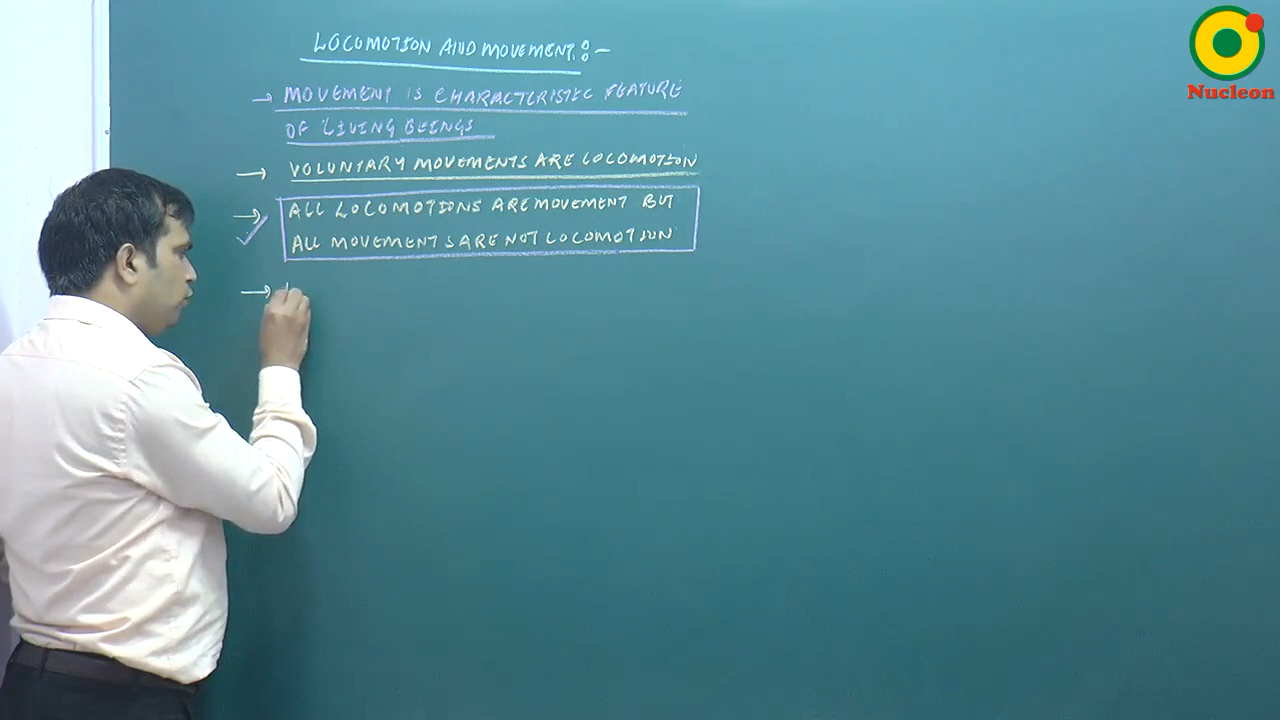 LOCOMOTION AND MOVEMENT :-
→ MOVEMENT IS CHARACTERISTIC FEATURE
OF LIVING BEINGS
→ VOLUNTARY MOVEMENTS ARE LOCOMOTION
→ ALL LOCOMOTIONS ARE MOVEMENT BUT
ALL MOVEMENTS ARE NOT LOCOMOTION
→
Nucleon